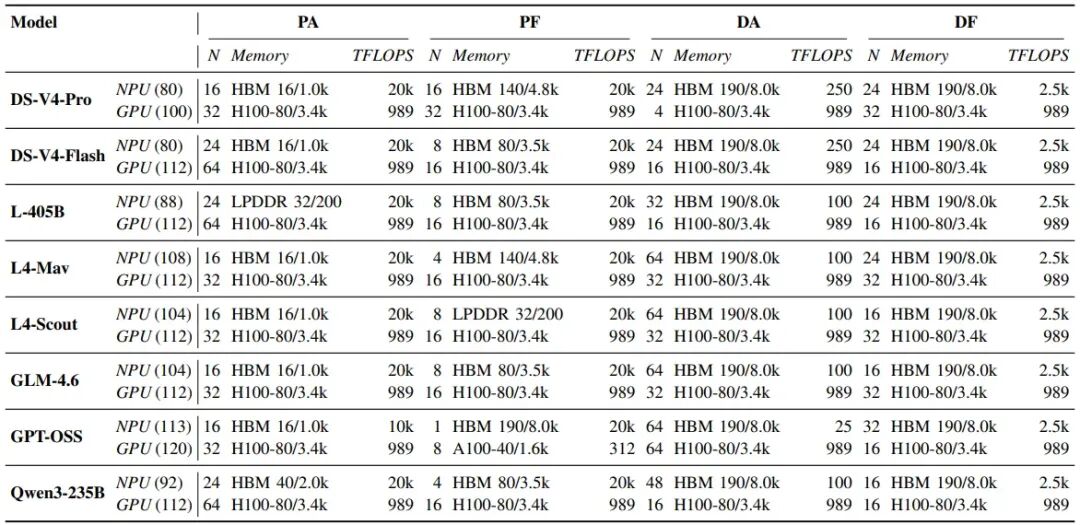 Model PA PF DA DF
N Memory TFLOPS N Memory TFLOPS N Memory TFLOPS N Memory TFLOPS
DS-V4-Pro
NPU (80) 16 HBM 16/1.0k 20k 16 HBM 140/4.8k 20k 24 HBM 190/8.0k 250 24 HBM 190/8.0k 2.5k
GPU (100) 32 H100-80/3.4k 989 32 H100-80/3.4k 989 4 H100-80/3.4k 989 32 H100-80/3.4k 989
DS-V4-Flash
NPU (80) 24 HBM 16/1.0k 20k 8 HBM 80/3.5k 20k 24 HBM 190/8.0k 250 24 HBM 190/8.0k 2.5k
GPU (112) 64 H100-80/3.4k 989 16 H100-80/3.4k 989 16 H100-80/3.4k 989 16 H100-80/3.4k 989
L-405B
NPU (88) 24 LPDDR 32/200 20k 8 HBM 80/3.5k 20k 32 HBM 190/8.0k 100 24 HBM 190/8.0k 2.5k
GPU (112) 64 H100-80/3.4k 989 16 H100-80/3.4k 989 16 H100-80/3.4k 989 16 H100-80/3.4k 989
L4-Mav
NPU (108) 16 HBM 16/1.0k 20k 4 HBM 140/4.8k 20k 64 HBM 190/8.0k 100 24 HBM 190/8.0k 2.5k
GPU (112) 32 H100-80/3.4k 989 16 H100-80/3.4k 989 32 H100-80/3.4k 989 32 H100-80/3.4k 989
L4-Scout
NPU (104) 16 HBM 16/1.0k 20k 8 LPDDR 32/200 20k 64 HBM 190/8.0k 100 16 HBM 190/8.0k 2.5k
GPU (112) 32 H100-80/3.4k 989 16 H100-80/3.4k 989 32 H100-80/3.4k 989 32 H100-80/3.4k 989
GLM-4.6
NPU (104) 16 HBM 16/1.0k 20k 8 HBM 80/3.5k 20k 64 HBM 190/8.0k 100 16 HBM 190/8.0k 2.5k
GPU (112) 32 H100-80/3.4k 989 16 H100-80/3.4k 989 32 H100-80/3.4k 989 32 H100-80/3.4k 989
GPT-OSS
NPU (113) 16 HBM 16/1.0k 10k 1 HBM 190/8.0k 20k 64 HBM 190/8.0k 25 32 HBM 190/8.0k 2.5k
GPU (120) 32 H100-80/3.4k 989 8 A100-40/1.6k 312 64 H100-80/3.4k 989 16 H100-80/3.4k 989
Qwen3-235B
NPU (92) 24 HBM 40/2.0k 20k 4 HBM 80/3.5k 20k 48 HBM 190/8.0k 100 16 HBM 190/8.0k 2.5k
GPU (112) 64 H100-80/3.4k 989 16 H100-80/3.4k 989 16 H100-80/3.4k 989 16 H100-80/3.4k 989